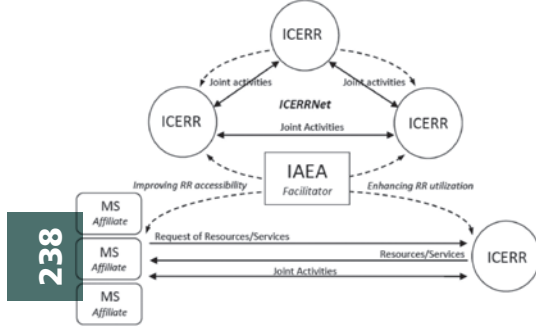 ICERR
Joint activities
Joint activities
ICERRNet
ICERR
ICERR
Joint Activities
IAEA
Facilitator
Improving RR accessibility
Enhancing RR utilization
MS
Affiliate
238
Request of Resources/Services
MS
Affiliate
Resources/Services
ICERR
Joint Activities
MS
Affiliate